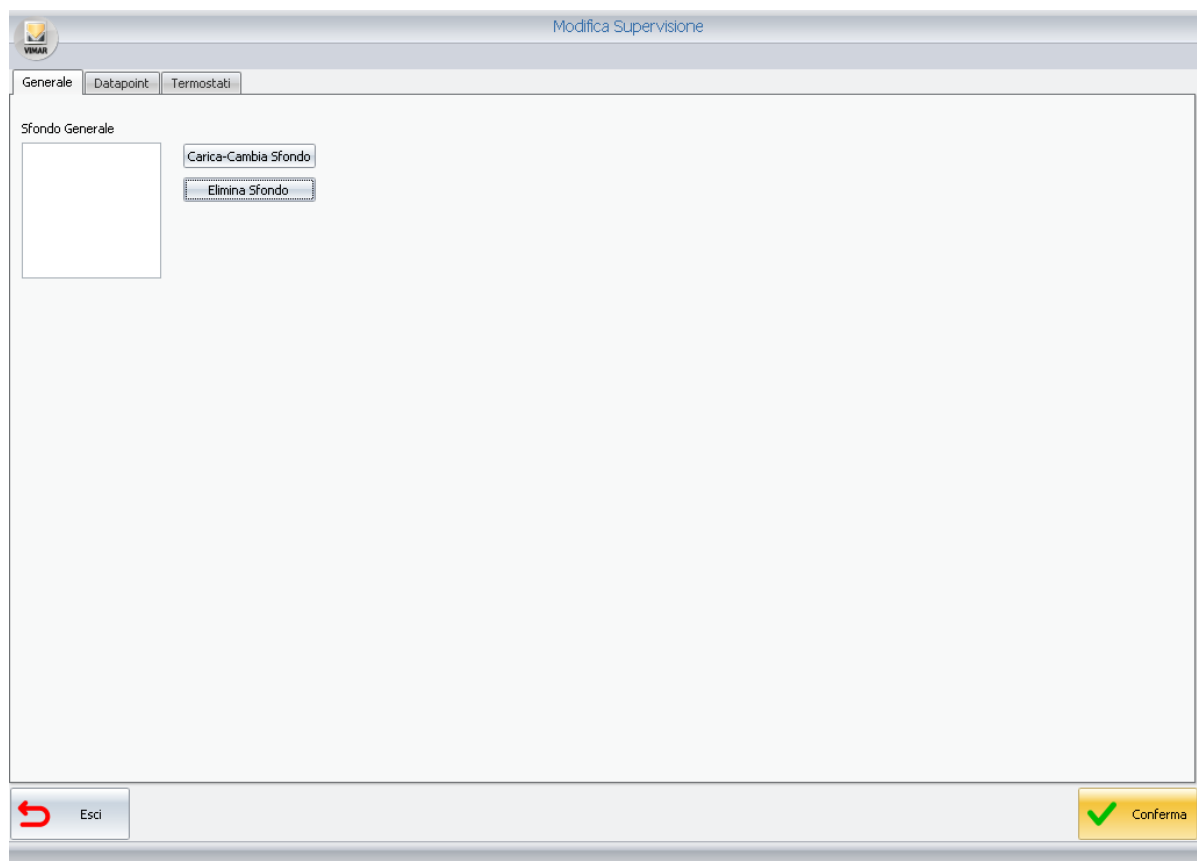 Modifica Supervisione
VIMAR
Generale Datapoint Termostati
Sfondo Generale
Carica-Cambia Sfondo
Elimina Sfondo
Esci Conferma